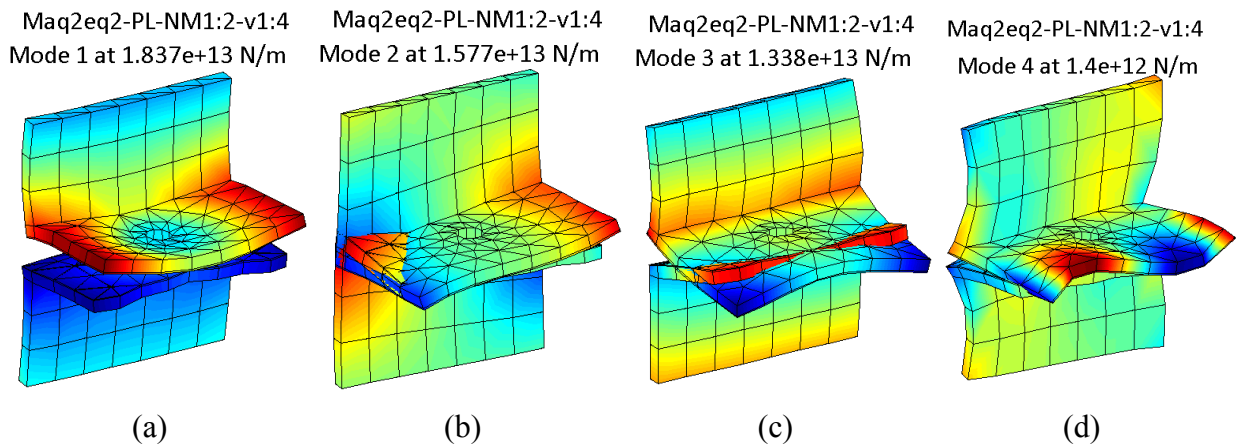 Maq2eq2-PL-NM1:2-v1:4
Mode 1 at 1.837e+13 N/m
Maq2eq2-PL-NM1:2-v1:4
Mode 2 at 1.577e+13 N/m
Maq2eq2-PL-NM1:2-v1:4
Mode 3 at 1.338e+13 N/m
Maq2eq2-PL-NM1:2-v1:4
Mode 4 at 1.4e+12 N/m
(a)
(b)
(c)
(d)